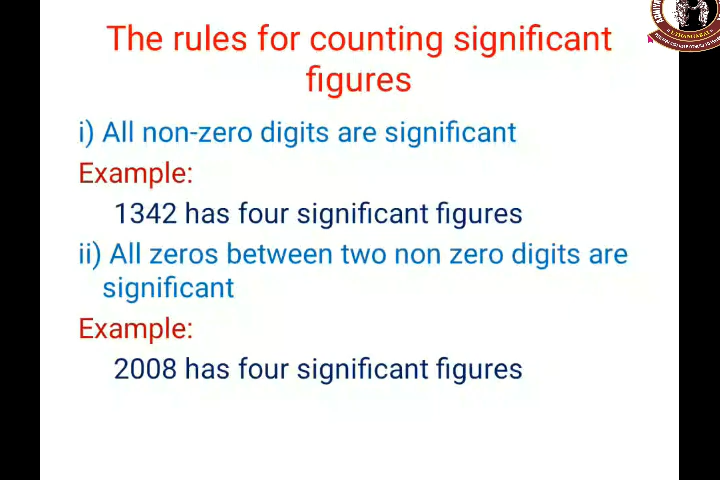 The rules for counting significant
figures
i) All non-zero digits are significant
Example:
1342 has four significant figures
ii) All zeros between two non zero digits are
significant
Example:
2008 has four significant figures